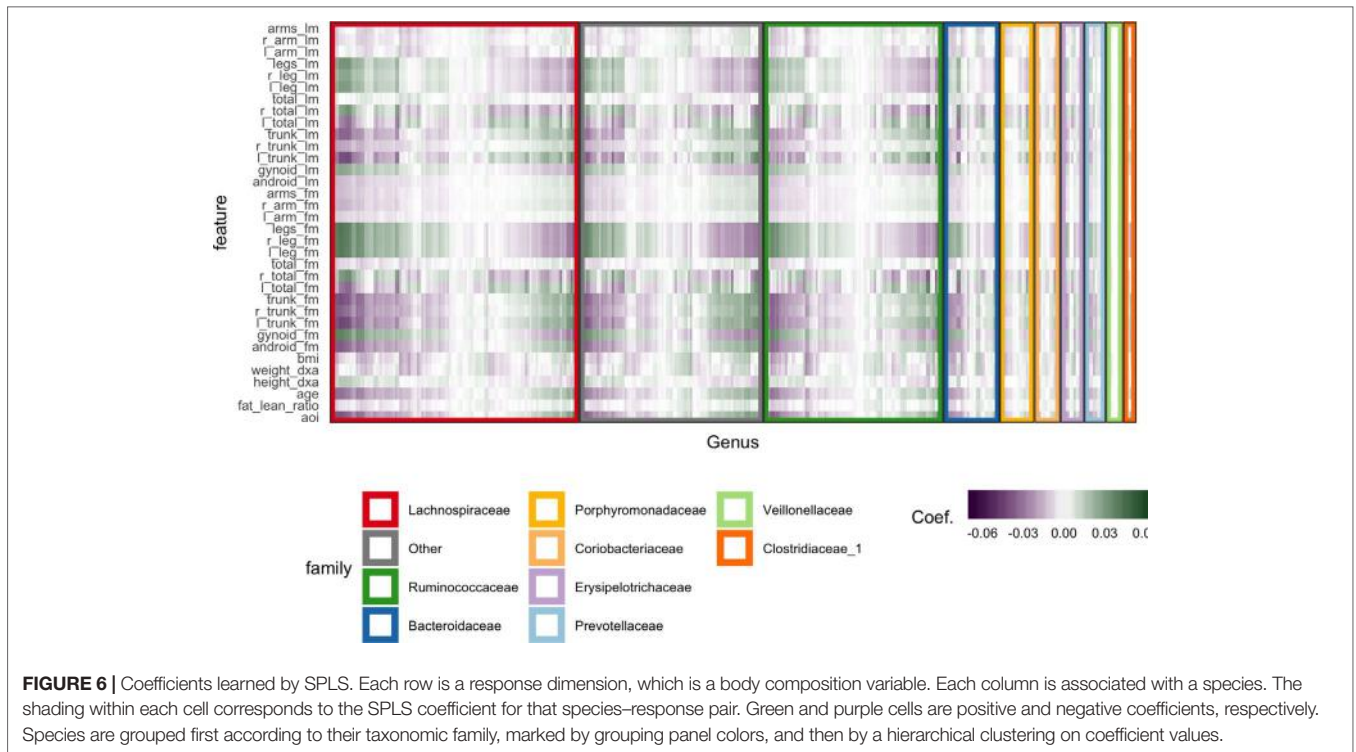 arms_lm
r_arm_lm
l_arm_lm
legs_lm
r_leg_lm
l_leg_lm
total_lm
r_total_lm
l_total_lm
trunk_lm
r_trunk_lm
l_trunk_lm
gynoid_lm
android_lm
arms_fm
r_arm_fm
l_arm_fm
legs_fm
r_leg_fm
l_leg_fm
total_fm
r_total_fm
l_total_fm
trunk_fm
r_trunk_fm
l_trunk_fm
gynoid_fm
android_fm
bmi
weight_dxa
height_dxa
age
fat_lean_ratio
aoi
feature
Genus
family
Lachnospiraceae
Other
Ruminococcaceae
Bacteroidaceae
Porphyromonadaceae
Coriobacteriaceae
Erysipelotrichaceae
Prevotellaceae
Veillonellaceae
Clostridiaceae_1
Coef.
-0.06 -0.03 0.00 0.03 0.0
FIGURE 6 | Coefficients learned by SPLS. Each row is a response dimension, which is a body composition variable. Each column is associated with a species. The
shading within each cell corresponds to the SPLS coefficient for that species–response pair. Green and purple cells are positive and negative coefficients, respectively.
Species are grouped first according to their taxonomic family, marked by grouping panel colors, and then by a hierarchical clustering on coefficient values.